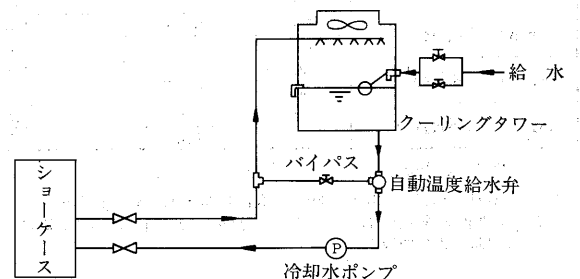 給水
クーリングタワー
バイパス
自動温度給水弁
ショーケース
P
冷却水ポンプ